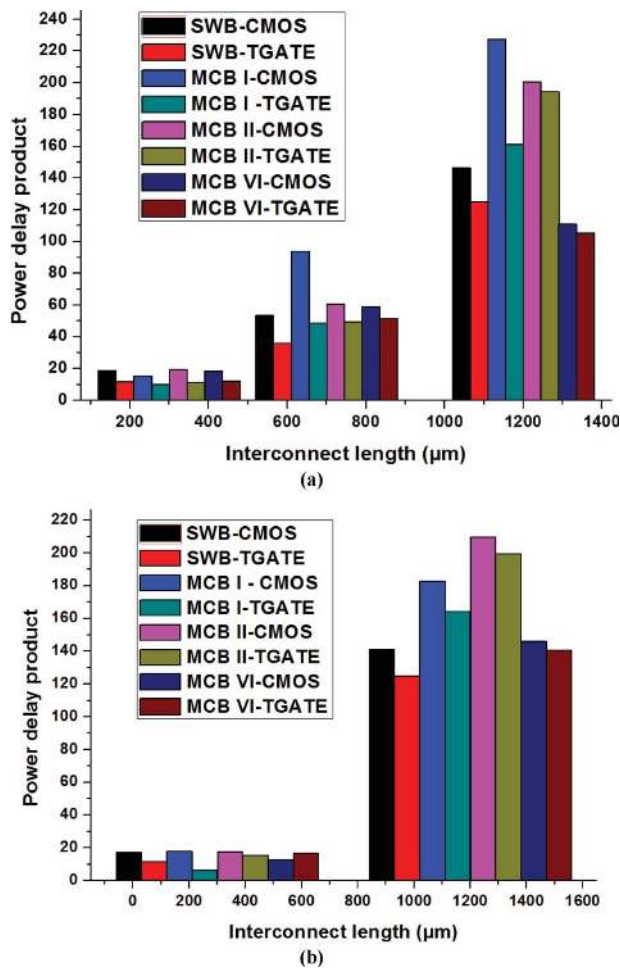 240
220
200
180
160
140
120
100
80
60
40
20
0
Power delay product
SWB-CMOS
SWB-TGATE
MCB I-CMOS
MCB I -TGATE
MCB II-CMOS
MCB II-TGATE
MCB VI-CMOS
MCB VI-TGATE
200 400 600 800 1000 1200 1400
Interconnect length (μm)
(a)
220
200
180
160
140
120
100
80
60
40
20
0
Power delay product
SWB-CMOS
SWB-TGATE
MCB I - CMOS
MCB I-TGATE
MCB II-CMOS
MCB II-TGATE
MCB VI-CMOS
MCB VI-TGATE
0 200 400 600 800 1000 1200 1400 1600
Interconnect length (μm)
(b)